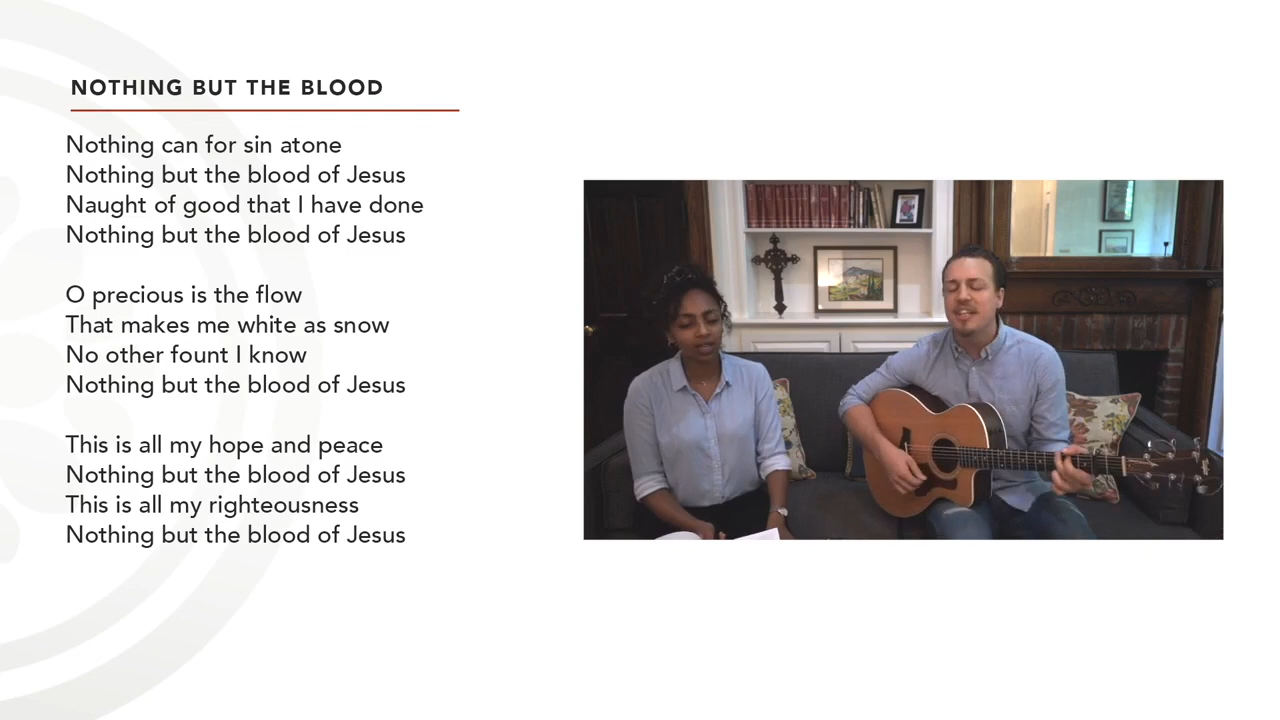 NOTHING BUT THE BLOOD
Nothing can for sin atone
Nothing but the blood of Jesus
Naught of good that I have done
Nothing but the blood of Jesus
O precious is the flow
That makes me white as snow
No other fount I know
Nothing but the blood of Jesus
This is all my hope and peace
Nothing but the blood of Jesus
This is all my righteousness
Nothing but the blood of Jesus